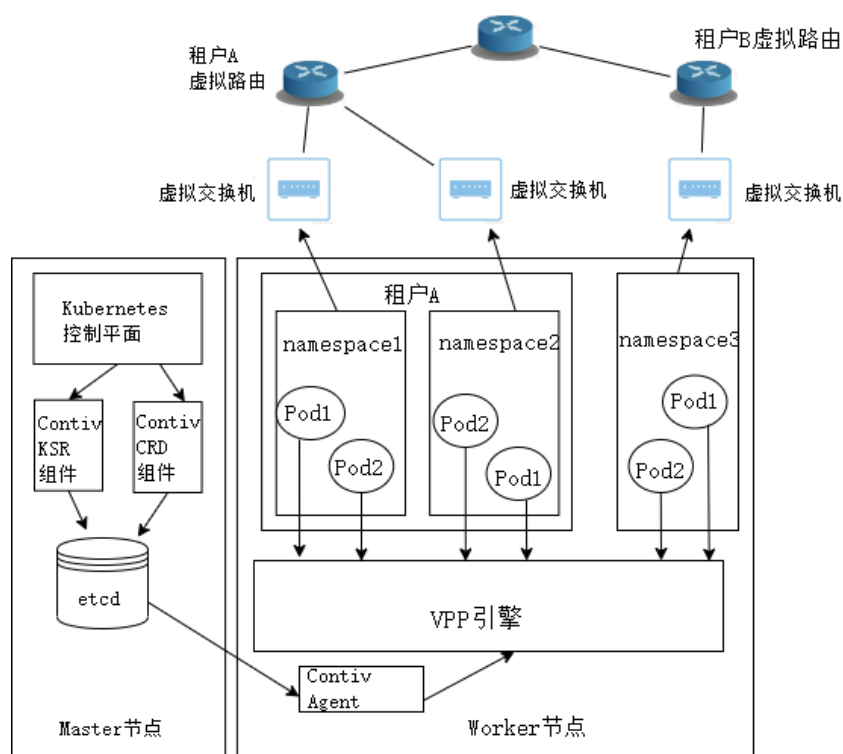 租户A
虚拟路由
租户B虚拟路由
虚拟交换机
虚拟交换机
虚拟交换机
Kubernetes
控制平面
Contiv
KSR
组件
Contiv
CRD
组件
etcd
Master节点
租户A
namespace1
Pod1
Pod2
namespace2
Pod2
Pod1
namespace3
Pod1
Pod2
VPP引擎
Contiv
Agent
Worker节点